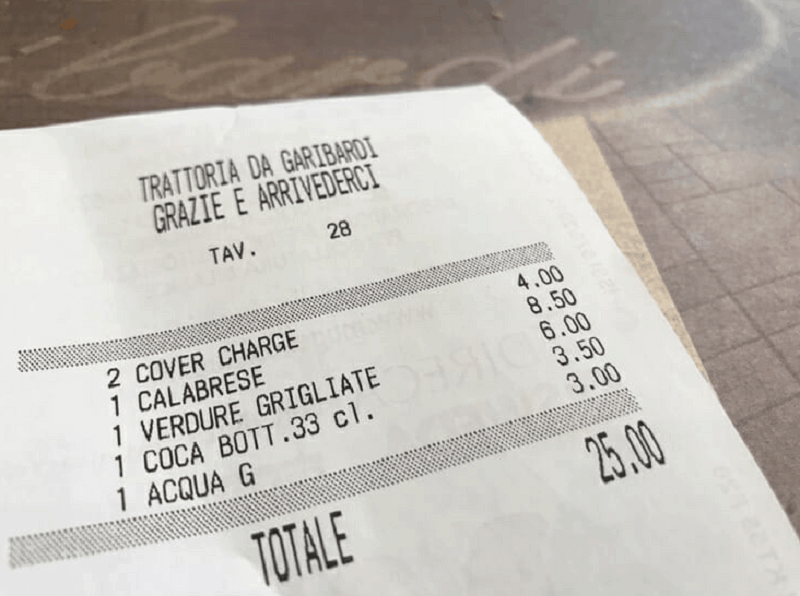 TRATTORIA DA GARIBARDI
GRAZIE E ARRIVEDERCI
TAV. 28
2 COVER CHARGE 4.00
1 CALABRESE 8.50
1 VERDURE GRIGLIATE 6.00
1 COCA BOTT.33 cl. 3.50
1 ACQUA G 3.00
TOTALE 25.00